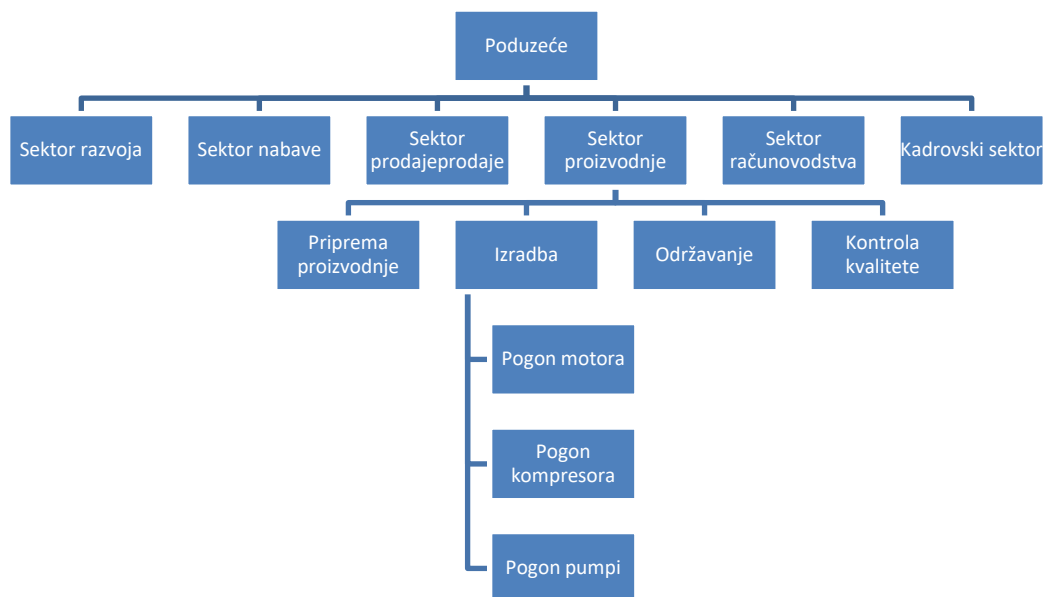 Poduzeće
Sektor razvoja
Sektor nabave
Sektor
prodajeprodaje
Sektor
proizvodnje
Sektor
računovodstva
Kadrovski sektor
Priprema
proizvodnje
Izradba
Održavanje
Kontrola
kvalitete
Pogon motora
Pogon
kompresora
Pogon pumpi